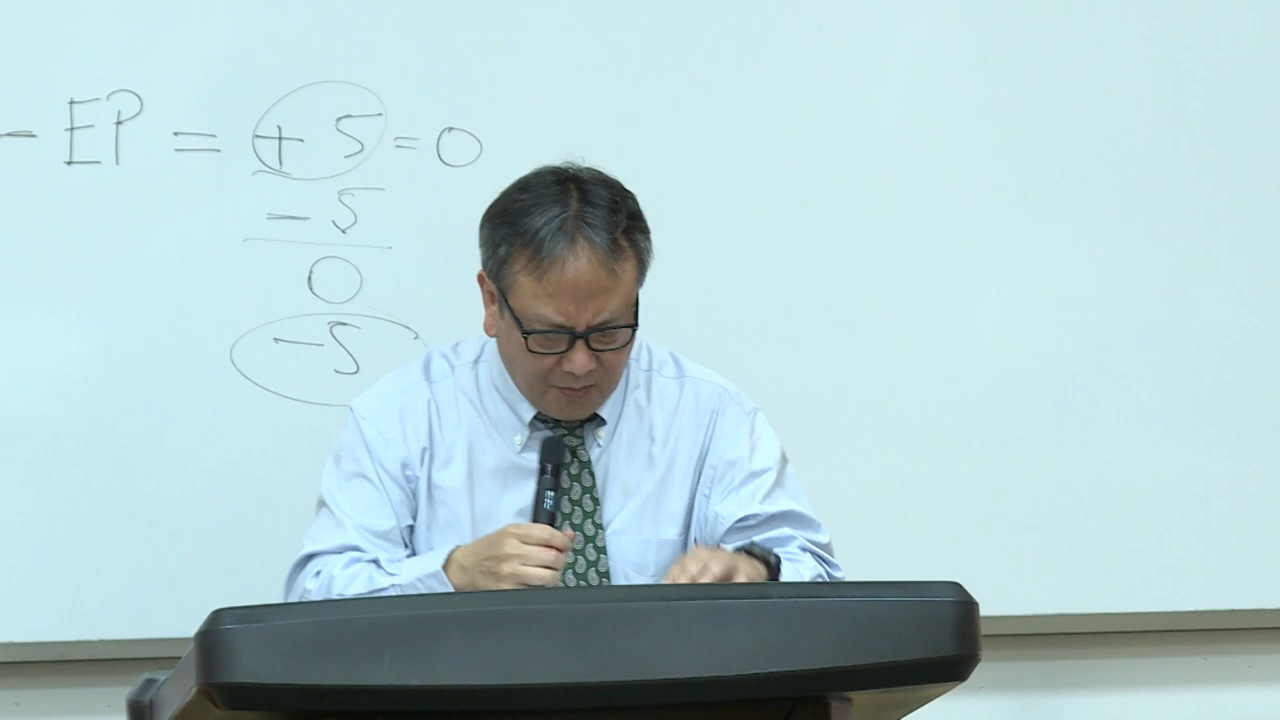 - EP = + 5 = 0
- 5
0
- 5